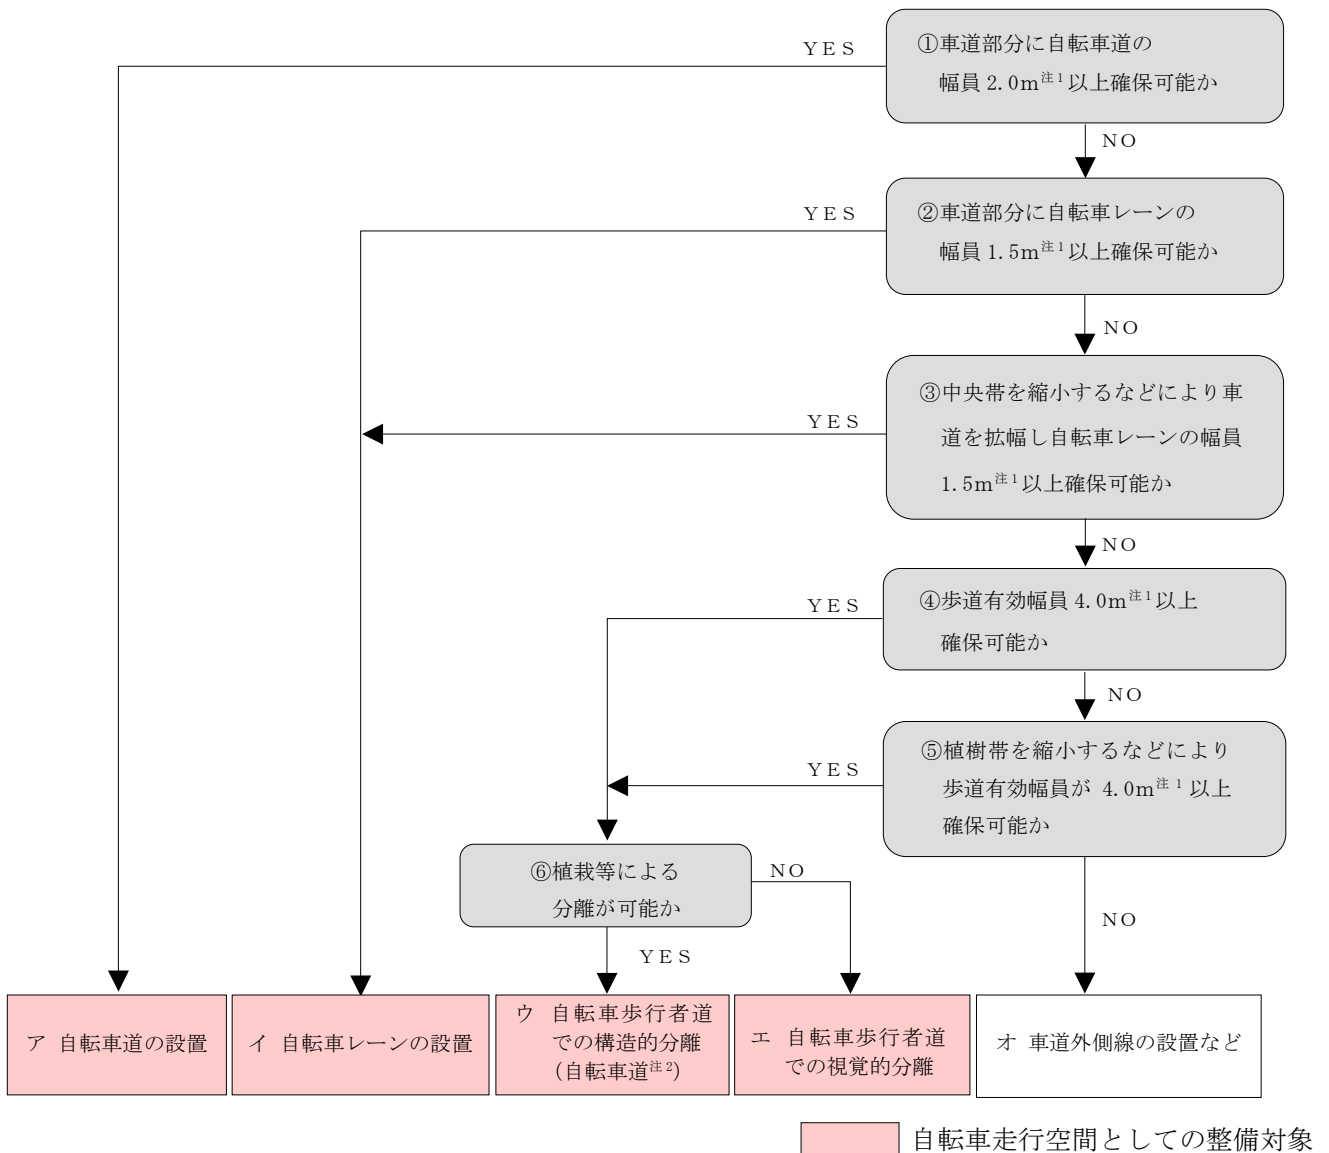 YES
①車道部分に自転車道の
幅員 2.0m注1以上確保可能か
NO
YES
②車道部分に自転車レーンの
幅員 1.5m注1以上確保可能か
NO
YES
③中央帯を縮小するなどにより車
道を拡幅し自転車レーンの幅員
1.5m注1以上確保可能か
NO
YES
④歩道有効幅員 4.0m注1以上
確保可能か
NO
YES
⑤植樹帯を縮小するなどにより
歩道有効幅員が 4.0m注1以上
確保可能か
⑥植栽等による
分離が可能か
NO
YES
NO
ア 自転車道の設置
イ 自転車レーンの設置
ウ 自転車歩行者道
での構造的分離
(自転車道注2)
エ 自転車歩行者道
での視覚的分離
オ 車道外側線の設置など
自転車走行空間としての整備対象